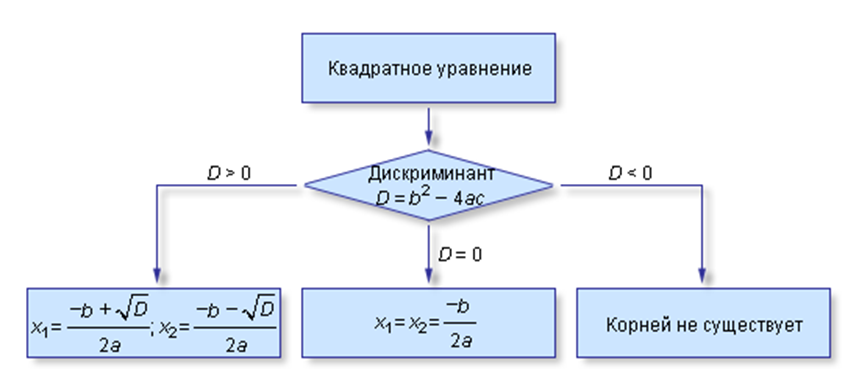 Квадратное уравнение
D > 0
Дискриминант
D = b² − 4ac
D < 0
D = 0
x₁ = (−b + √D)/2a; x₂ = (−b − √D)/2a
x₁ = x₂ = −b/2a
Корней не существует